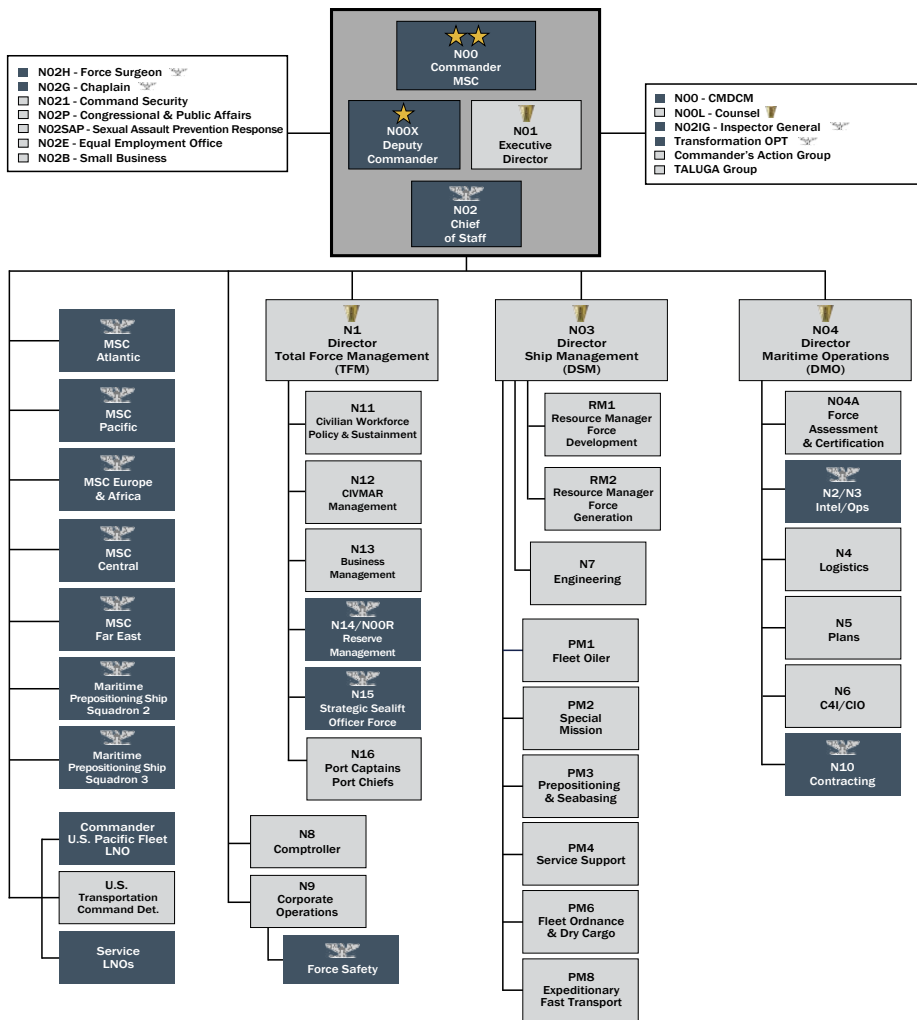 N00
Commander
MSC
N00X
Deputy
Commander
N01
Executive
Director
N02
Chief
of Staff
N02H - Force Surgeon
N02G - Chaplain
N021 - Command Security
N02P - Congressional & Public Affairs
N02SAP - Sexual Assault Prevention Response
N02E - Equal Employment Office
N02B - Small Business
N00 - CMDCM
N00L - Counsel
N02IG - Inspector General
Transformation OPT
Commander's Action Group
TALUGA Group
MSC
Atlantic
MSC
Pacific
MSC Europe
& Africa
MSC
Central
MSC
Far East
Maritime
Prepositioning Ship
Squadron 2
Maritime
Prepositioning Ship
Squadron 3
Commander
U.S. Pacific Fleet
LNO
U.S.
Transportation
Command Det.
Service
LNOs
N1
Director
Total Force Management
(TFM)
N11
Civilian Workforce
Policy & Sustainment
N12
CIVMAR
Management
N13
Business
Management
N14/N00R
Reserve
Management
N15
Strategic Sealift
Officer Force
N16
Port Captains
Port Chiefs
N8
Comptroller
N9
Corporate
Operations
Force Safety
N03
Director
Ship Management
(DSM)
RM1
Resource Manager
Force
Development
RM2
Resource Manager
Force
Generation
N7
Engineering
PM1
Fleet Oiler
PM2
Special
Mission
PM3
Prepositioning
& Seabasing
PM4
Service Support
PM6
Fleet Ordnance
& Dry Cargo
PM8
Expeditionary
Fast Transport
N04
Director
Maritime Operations
(DMO)
N04A
Force
Assessment
& Certification
N2/N3
Intel/Ops
N4
Logistics
N5
Plans
N6
C4I/CIO
N10
Contracting